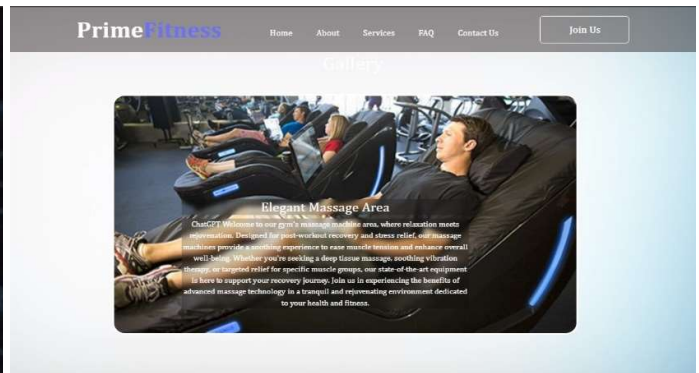 PrimeFitness
Home About Services FAQ Contact Us
Join Us
Gallery
Elegant Massage Area
ChatGPT Welcome to our gym's massage machine area, where relaxation meets
rejuvenation. Designed for post-workout recovery and stress relief, our massage
machines provide a soothing experience to ease muscle tension and enhance overall
well-being. Whether you're seeking a deep tissue massage, soothing vibration
therapy, or targeted relief for specific muscle groups, our state-of-the-art equipment
is here to support your recovery journey. Join us in experiencing the benefits of
advanced massage technology in a tranquil and rejuvenating environment dedicated
to your health and fitness.